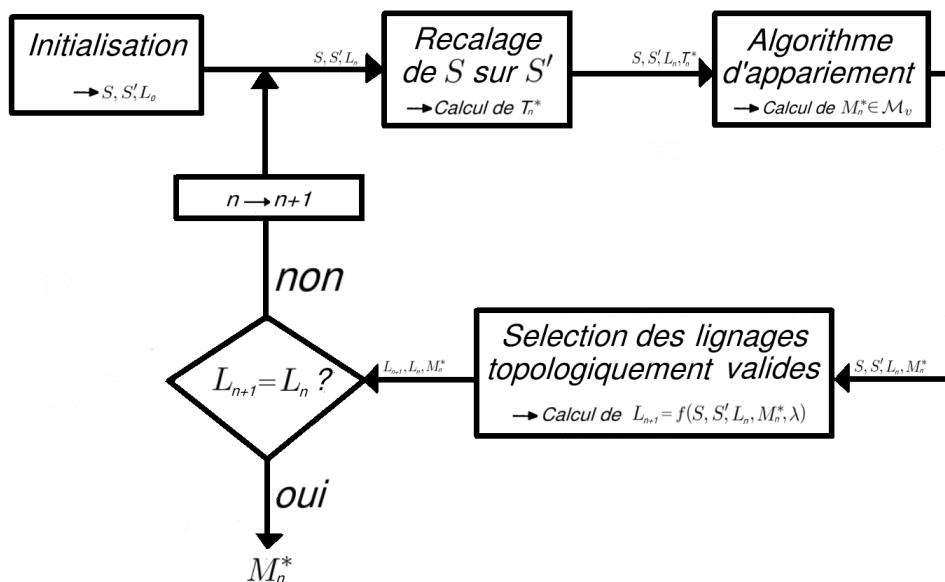 Initialisation
→ S, S', L₀
S, S', Lₙ
Recalage
de S sur S'
→ Calcul de Tₙ*
S, S', Lₙ, Tₙ*
Algorithme
d'appariement
→ Calcul de Mₙ* ∈ ℳᵥ
n → n+1
non
Lₙ₊₁ = Lₙ ?
Lₙ₊₁, Lₙ, Mₙ*
Selection des lignages
topologiquement valides
→ Calcul de Lₙ₊₁ = f(S, S', Lₙ, Mₙ*, λ)
S, S', Lₙ, Mₙ*
oui
Mₙ*